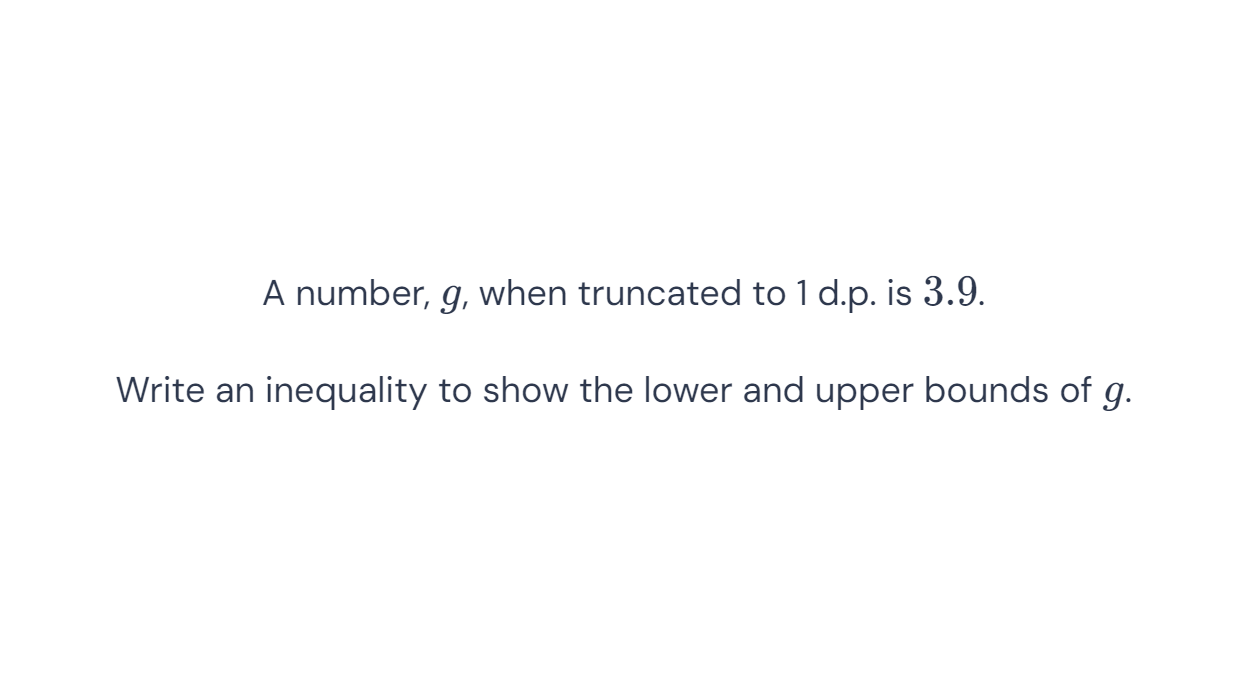 A number, g, when truncated to 1 d.p. is 3.9.
Write an inequality to show the lower and upper bounds of g.